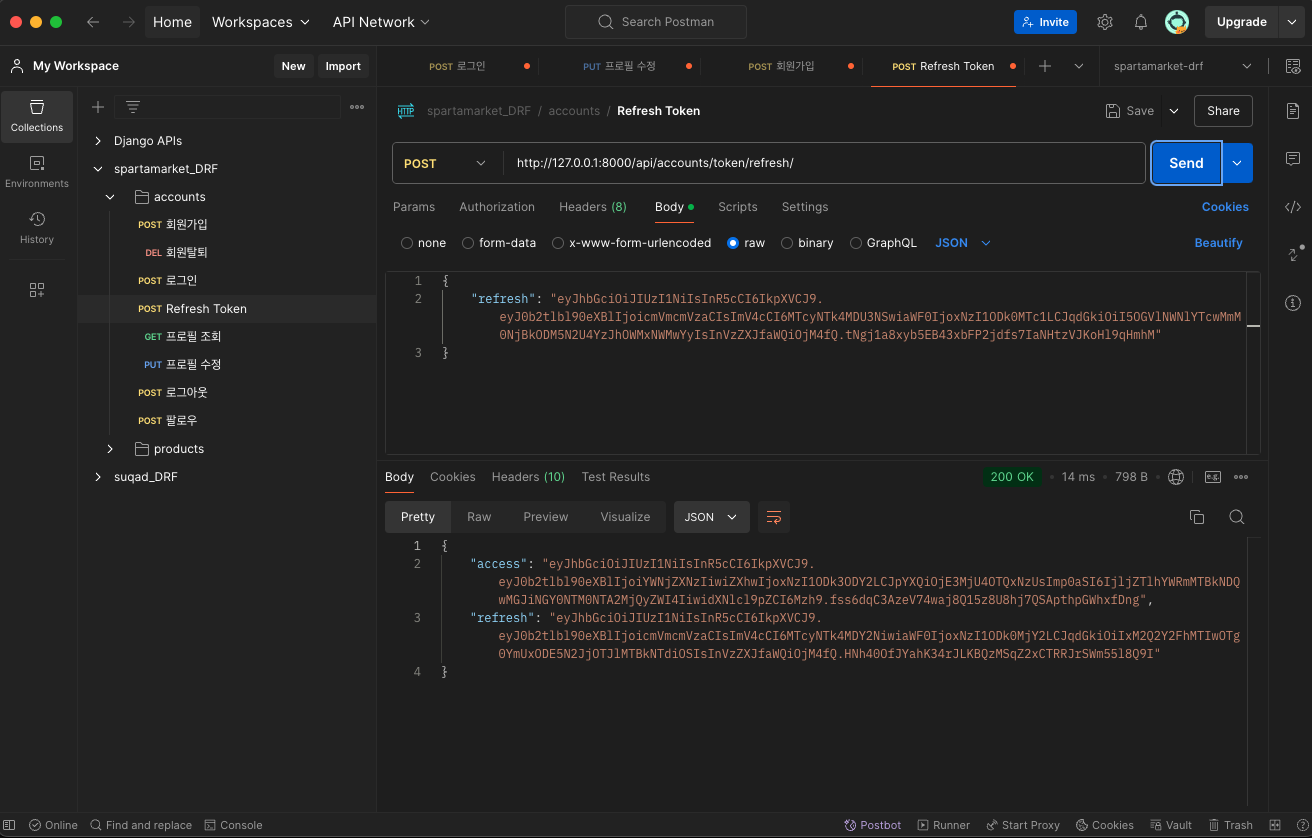 Home Workspaces API Network Search Postman Invite Upgrade
My Workspace New Import POST 로그인 PUT 프로필 수정 POST 회원가입 POST Refresh Token spartamarket-drf
Collections
Environments
History
Django APIs
spartamarket_DRF
accounts
POST 회원가입
DEL 회원탈퇴
POST 로그인
POST Refresh Token
GET 프로필 조회
PUT 프로필 수정
POST 로그아웃
POST 팔로우
products
suqad_DRF
HTTP spartamarket_DRF / accounts / Refresh Token Save Share
POST http://127.0.0.1:8000/api/accounts/token/refresh/ Send
Params Authorization Headers (8) Body Scripts Settings Cookies
none form-data x-www-form-urlencoded raw binary GraphQL JSON Beautify
1 {
2 "refresh": "eyJhbGciOiJIUzI1NiIsInR5cCI6IkpXVCJ9.
3 }
Body Cookies Headers (10) Test Results 200 OK 14 ms 798 B e.g.
Pretty Raw Preview Visualize JSON
1 {
2 "access": "eyJhbGciOiJIUzI1NiIsInR5cCI6IkpXVCJ9.
3 "refresh": "eyJhbGciOiJIUzI1NiIsInR5cCI6IkpXVCJ9.
4 }
Online Find and replace Console Postbot Runner Start Proxy Cookies Vault Trash